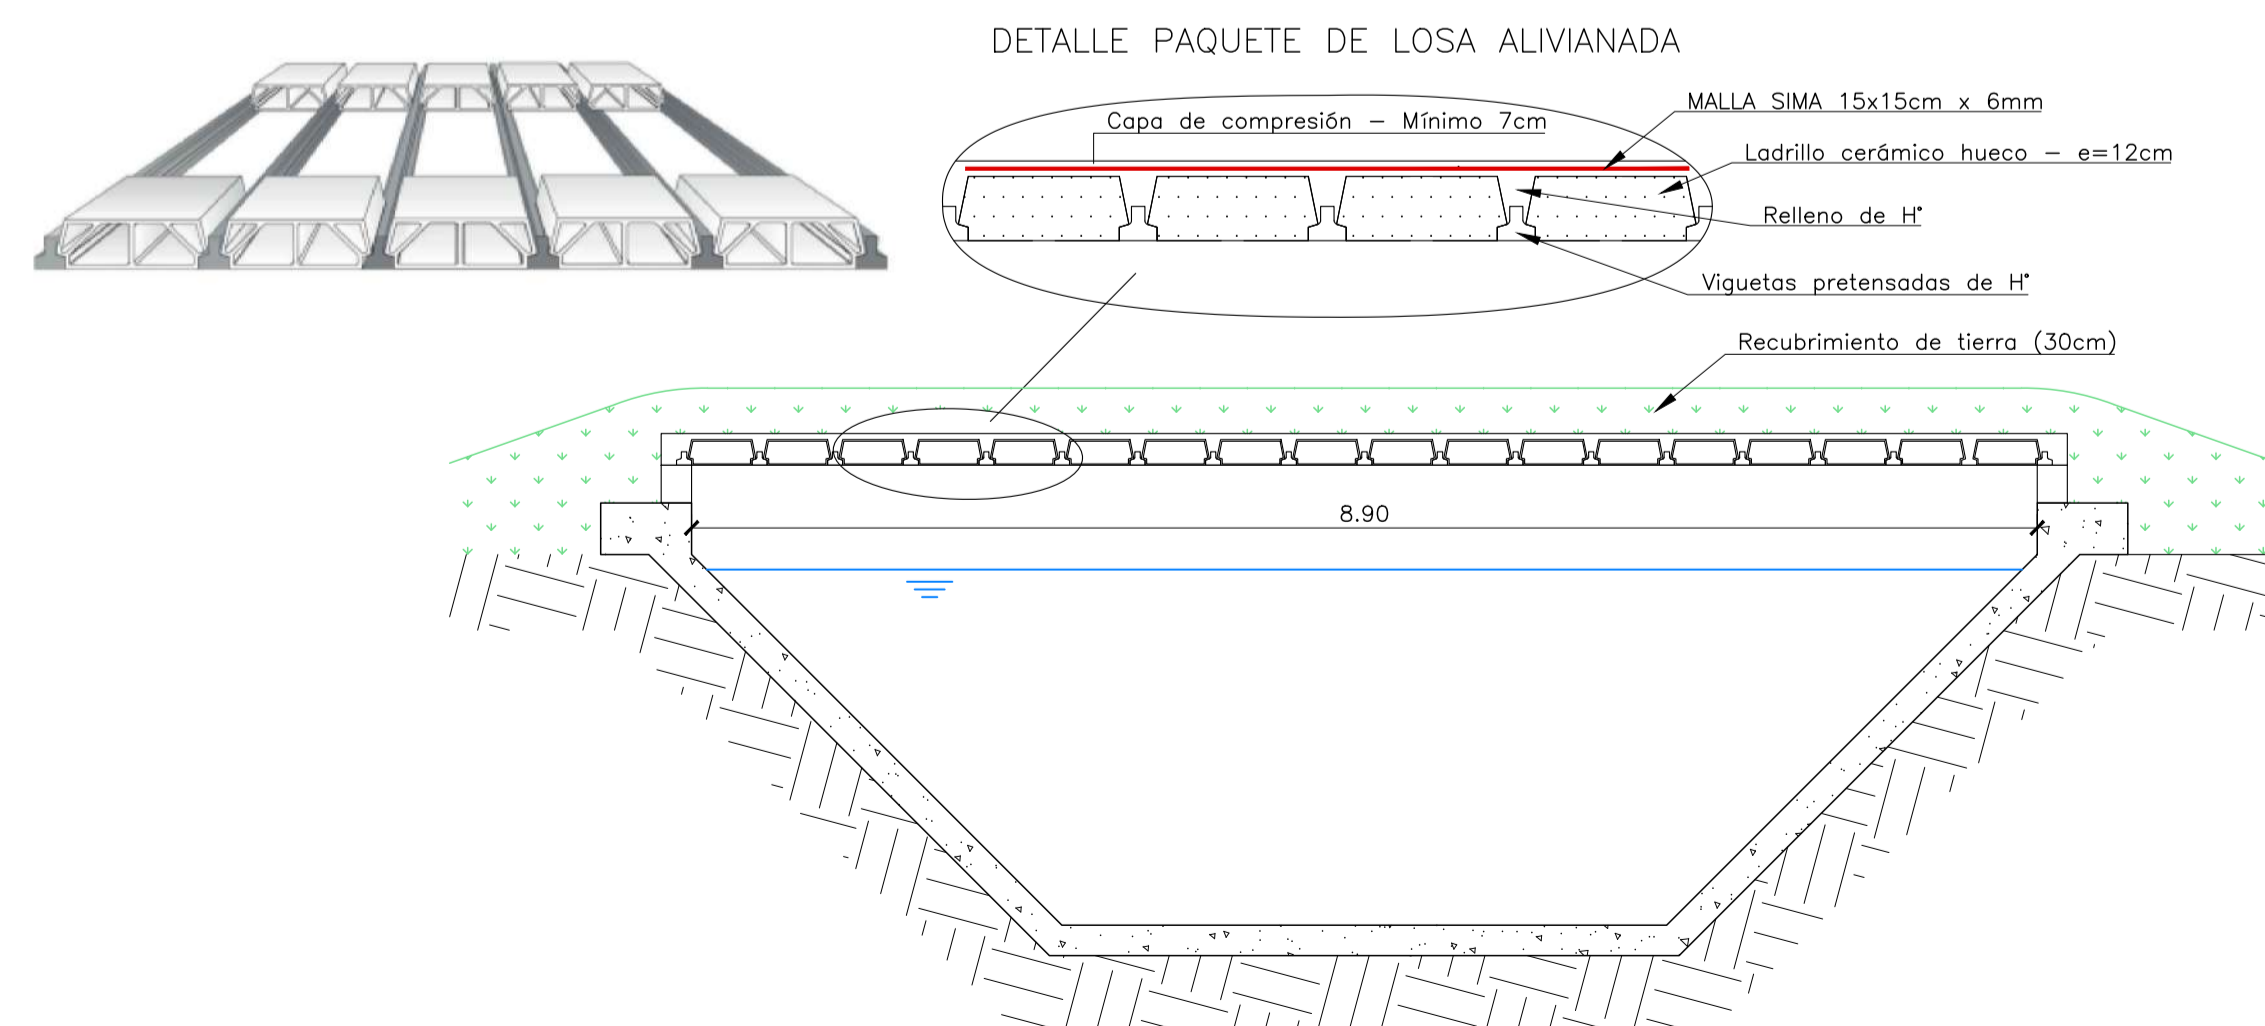 DETALLE PAQUETE DE LOSA ALIVIANADA
MALLA SIMA 15x15cm x 6mm
Capa de compresión – Mínimo 7cm
Ladrillo cerámico hueco – e=12cm
Relleno de H°
Viguetas pretensadas de H°
Recubrimiento de tierra (30cm)
8.90